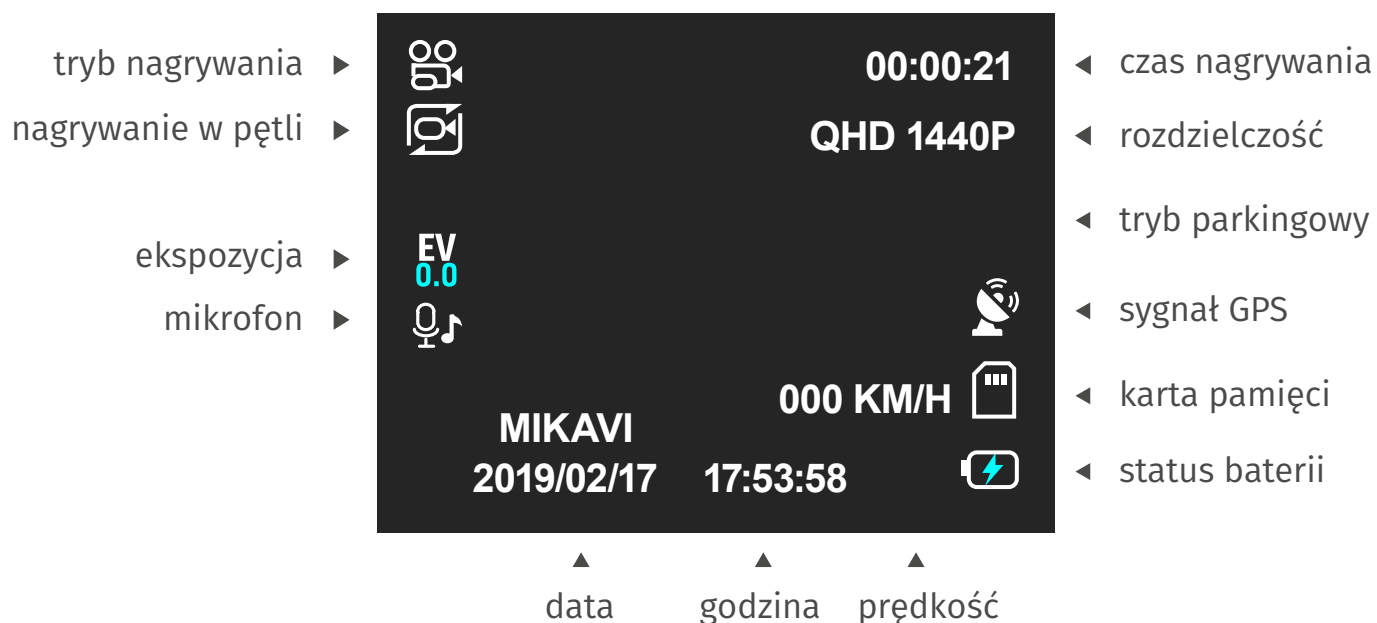 tryb nagrywania
00:00:21
czas nagrywania
nagrywanie w pętli
QHD 1440P
rozdzielczość
tryb parkingowy
ekspozycja
EV
0.0
mikrofon
sygnał GPS
000 KM/H
karta pamięci
MIKAVI
2019/02/17 17:53:58
status baterii
data godzina prędkość